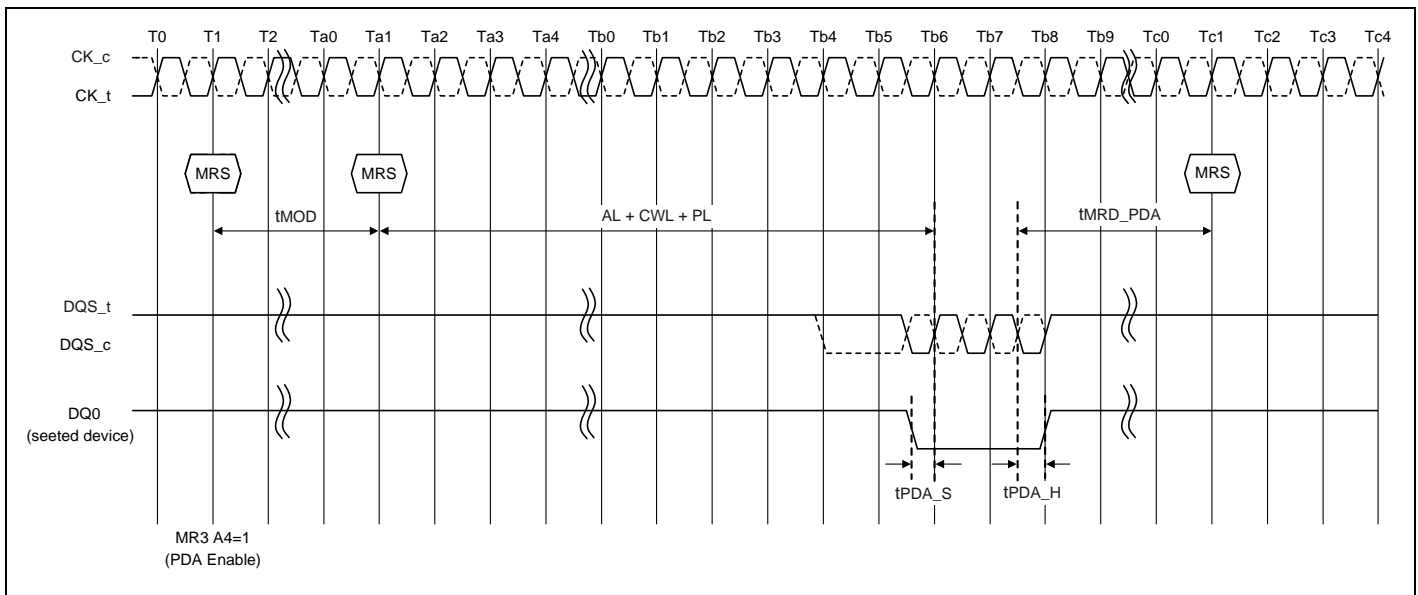 T0 T1 T2 Ta0 Ta1 Ta2 Ta3 Ta4 Tb0 Tb1 Tb2 Tb3 Tb4 Tb5 Tb6 Tb7 Tb8 Tb9 Tc0 Tc1 Tc2 Tc3 Tc4
CK_c
CK_t
MRS MRS MRS
tMOD AL + CWL + PL tMRD_PDA
DQS_t
DQS_c
DQ0
(seeted device)
tPDA_S tPDA_H
MR3 A4=1
(PDA Enable)